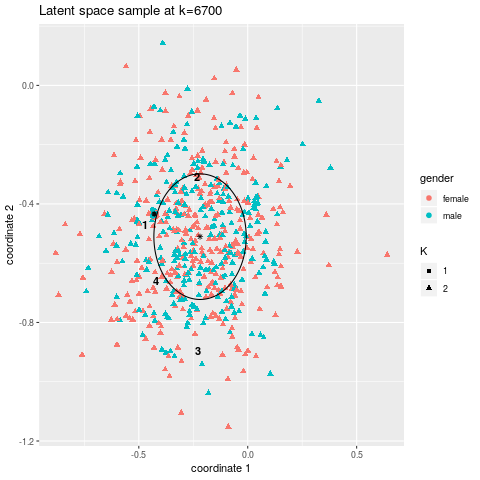 Latent space sample at k=6700
0.0
-0.4
-0.8
-1.2
-0.5
0.0
0.5
coordinate 1
coordinate 2
2
1
4
3
gender
female
male
K
1
2